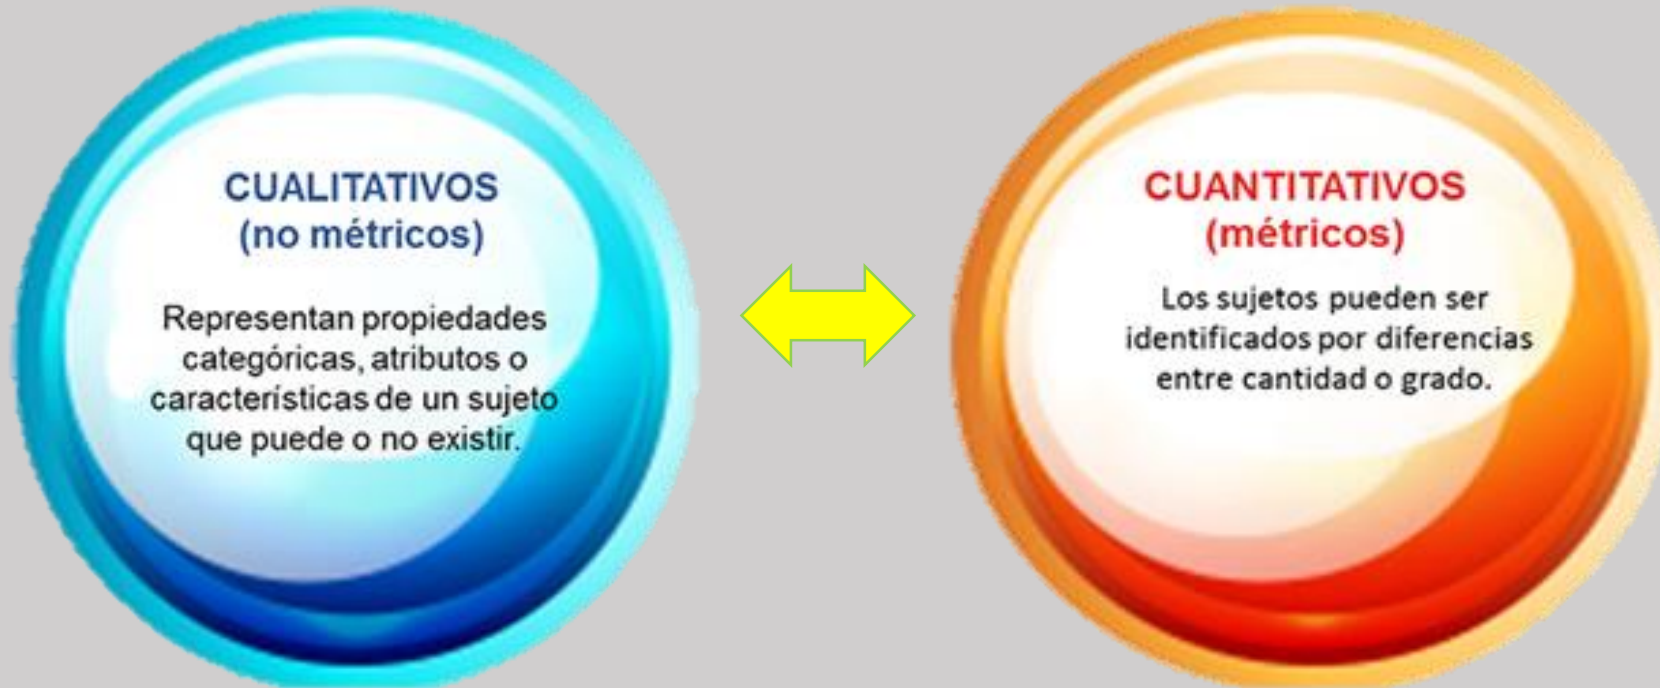 CUALITATIVOS
(no métricos)
Representan propiedades
categóricas, atributos o
características de un sujeto
que puede o no existir.
CUANTITATIVOS
(métricos)
Los sujetos pueden ser
identificados por diferencias
entre cantidad o grado.